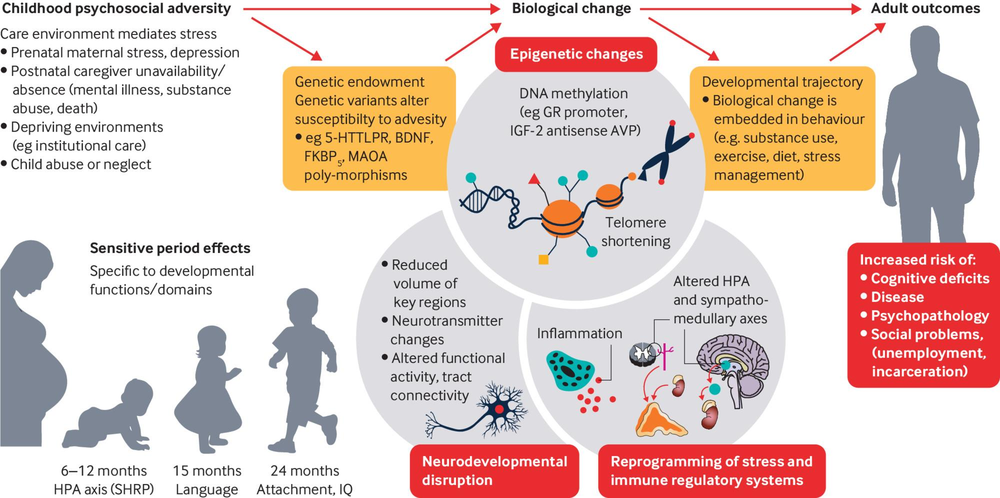 Childhood psychosocial adversity
Care environment mediates stress
• Prenatal maternal stress, depression
• Postnatal caregiver unavailability/
absence (mental illness, substance
abuse, death)
• Depriving environments
(eg institutional care)
• Child abuse or neglect
Genetic endowment
Genetic variants alter
susceptibilty to advesity
• eg 5-HTTLPR, BDNF,
FKBP5, MAOA
poly-morphisms
Biological change
Epigenetic changes
DNA methylation
(eg GR promoter,
IGF-2 antisense AVP)
Telomere
shortening
Developmental trajectory
• Biological change is
embedded in behaviour
(e.g. substance use,
exercise, diet, stress
management)
Adult outcomes
Increased risk of:
• Cognitive deficits
• Disease
• Psychopathology
• Social problems,
(unemployment,
incarceration)
Sensitive period effects
Specific to developmental
functions/domains
6–12 months
HPA axis (SHRP)
15 months
Language
24 months
Attachment, IQ
• Reduced
volume of
key regions
• Neurotransmitter
changes
• Altered functional
activity, tract
connectivity
Neurodevelopmental
disruption
Inflammation
Altered HPA
and sympatho-
medullary axes
Reprogramming of stress and
immune regulatory systems